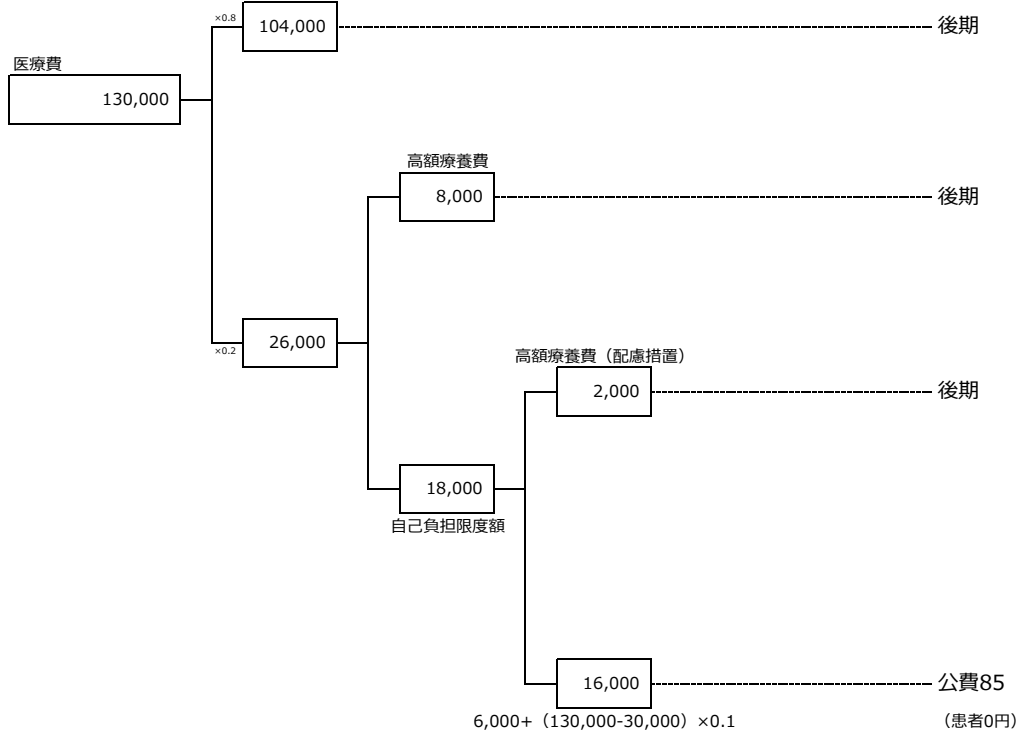 ×0.8
104,000
後期
医療費
130,000
高額療養費
8,000
後期
26,000
×0.2
高額療養費（配慮措置）
2,000
後期
18,000
自己負担限度額
16,000
公費85
6,000+（130,000-30,000）×0.1
（患者0円）